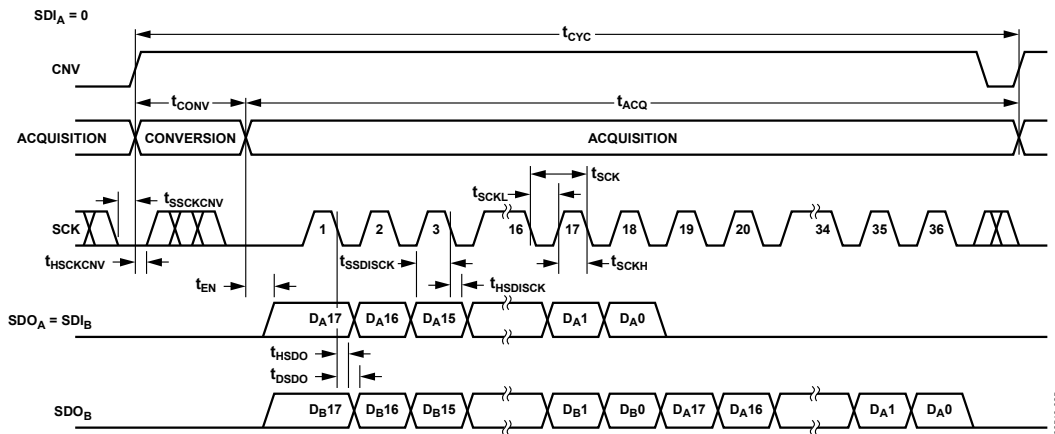 SDIA = 0
tCYC
CNV
tCONV
tACQ
ACQUISITION
CONVERSION
ACQUISITION
tSCK
tSCKL
tSSCKCNV
SCK
1 2 3 16 17 18 19 20 34 35 36
tHSCKCNV
tSSDISCK
tSCKH
tEN
tHSDISCK
SDOA = SDIB
DA17 DA16 DA15 DA1 DA0
tHSDO
tDSDO
SDOB
DB17 DB16 DB15 DB1 DB0 DA17 DA16 DA1 DA0